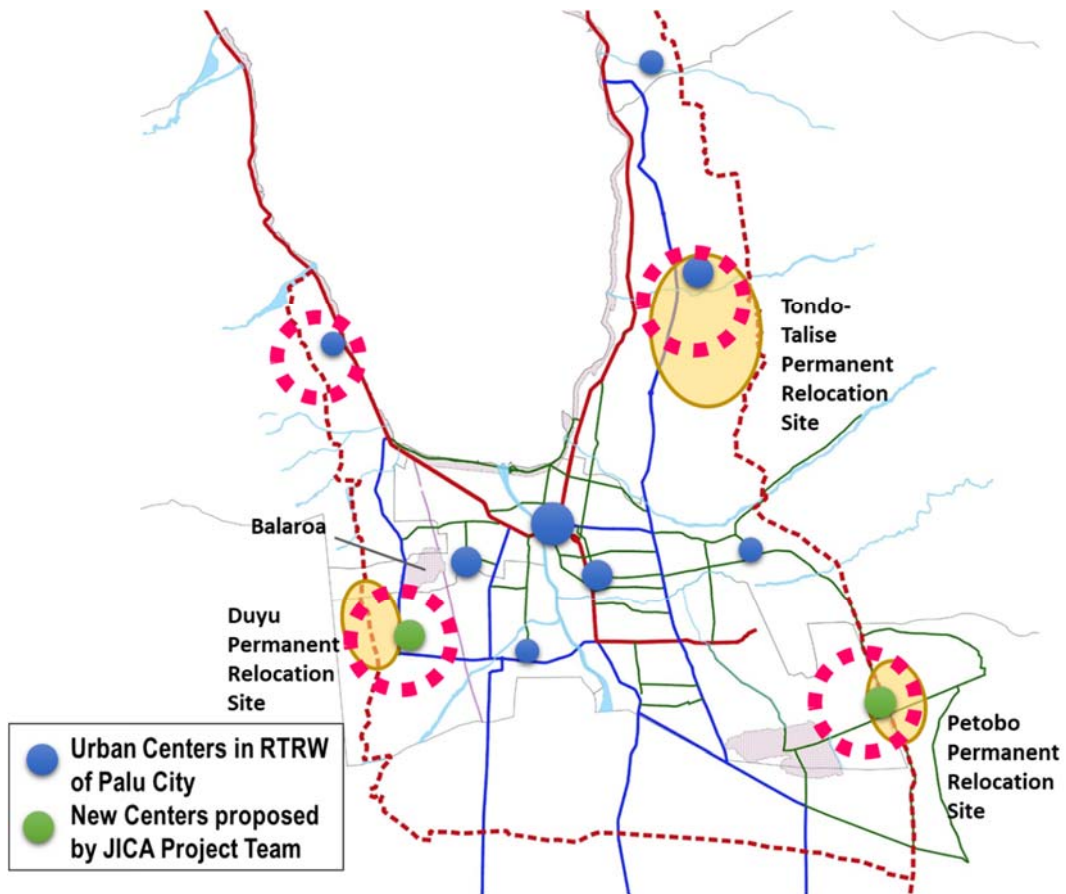 Tondo-
Talise
Permanent
Relocation
Site
Balaroa
Duyu
Permanent
Relocation
Site
Petobo
Permanent
Relocation
Site
Urban Centers in RTRW
of Palu City
New Centers proposed
by JICA Project Team